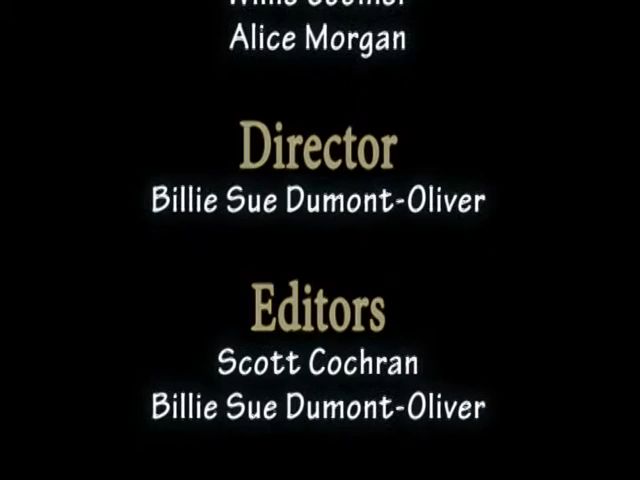 Alice Morgan
Director
Billie Sue Dumont-Oliver
Editors
Scott Cochran
Billie Sue Dumont-Oliver